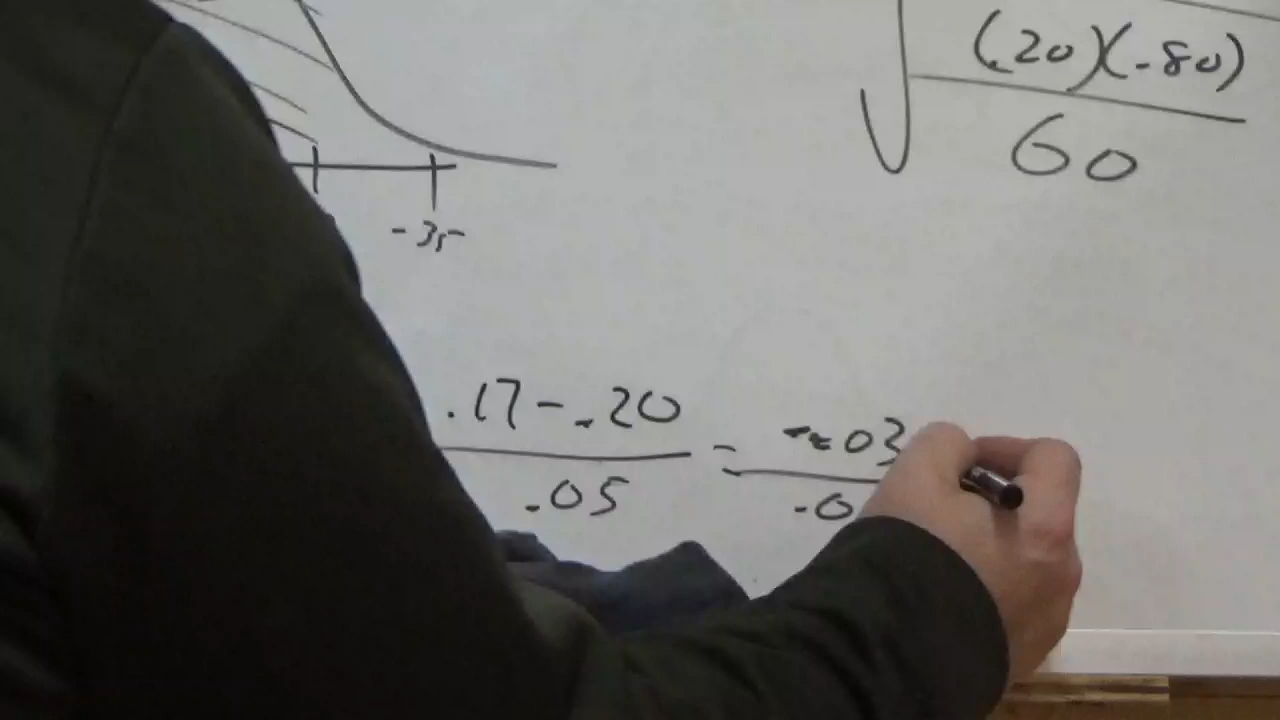 (.20)(.80)
60
-.35
.17-.20 = -.03
.05 .0